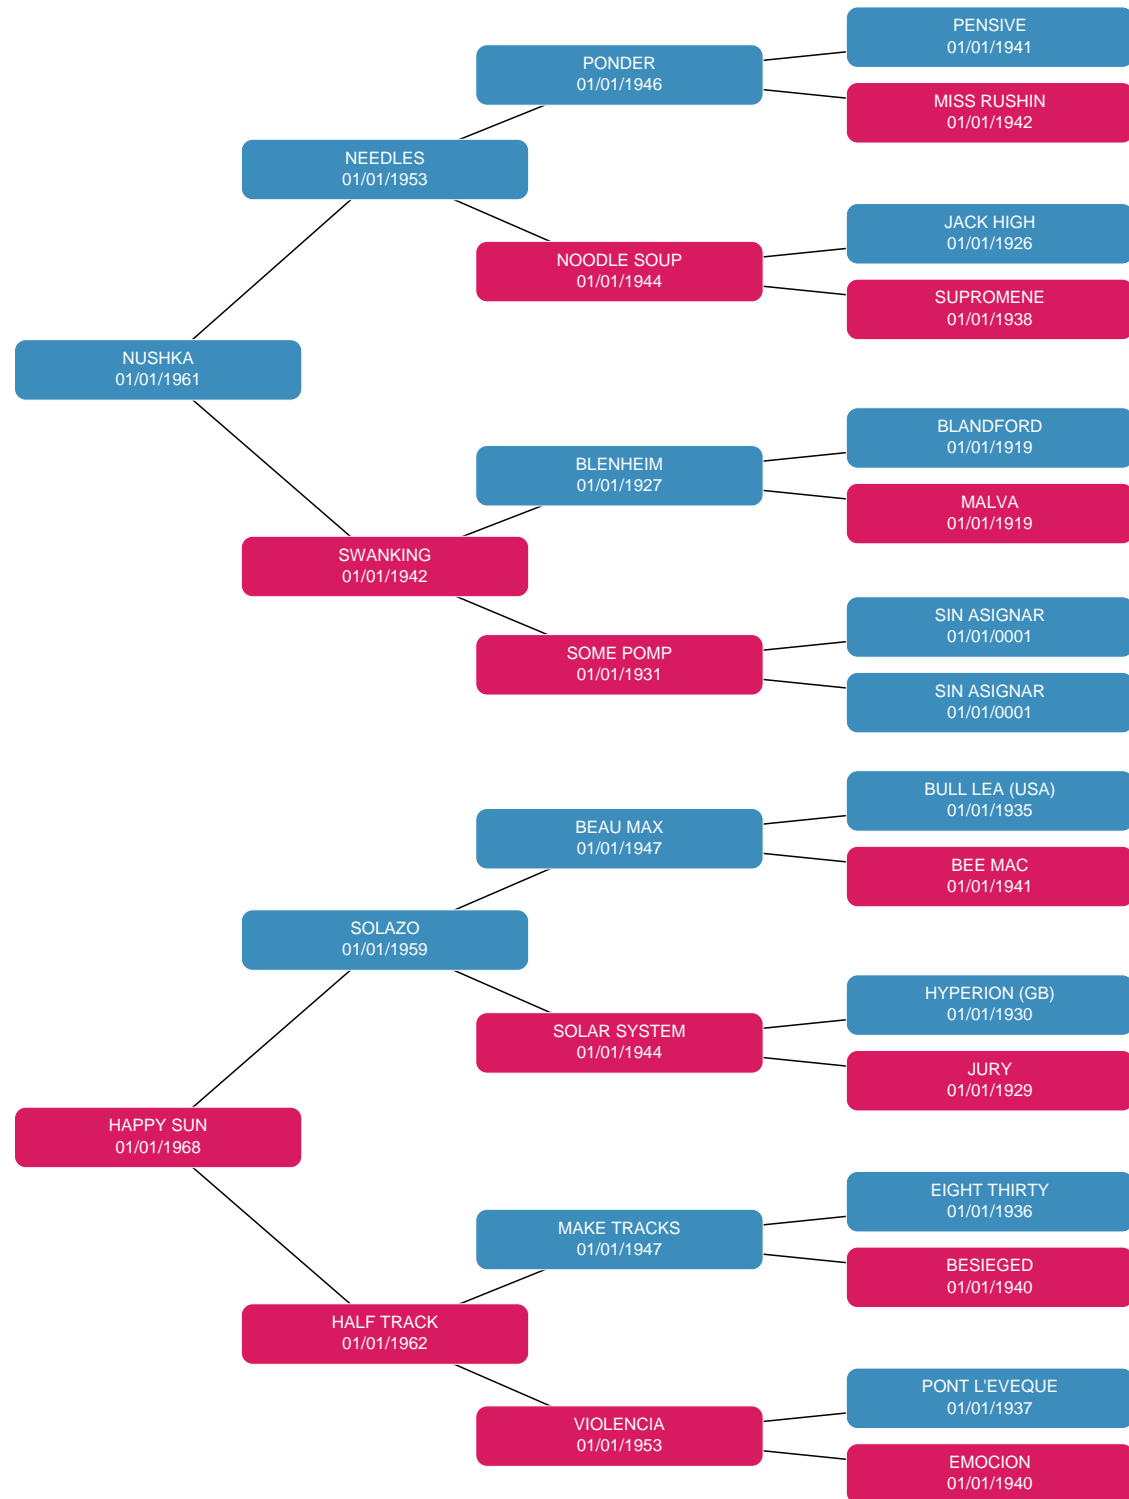 PENSIVE
01/01/1941
PONDER
01/01/1946
MISS RUSHIN
01/01/1942
NEEDLES
01/01/1953
JACK HIGH
01/01/1926
NOODLE SOUP
01/01/1944
SUPROMENE
01/01/1938
NUSHKA
01/01/1961
BLANDFORD
01/01/1919
BLENHEIM
01/01/1927
MALVA
01/01/1919
SWANKING
01/01/1942
SIN ASIGNAR
01/01/0001
SOME POMP
01/01/1931
SIN ASIGNAR
01/01/0001
BULL LEA (USA)
01/01/1935
BEAU MAX
01/01/1947
BEE MAC
01/01/1941
SOLAZO
01/01/1959
HYPERION (GB)
01/01/1930
SOLAR SYSTEM
01/01/1944
JURY
01/01/1929
HAPPY SUN
01/01/1968
EIGHT THIRTY
01/01/1936
MAKE TRACKS
01/01/1947
BESIEGED
01/01/1940
HALF TRACK
01/01/1962
PONT L'EVEQUE
01/01/1937
VIOLENCIA
01/01/1953
EMOCION
01/01/1940